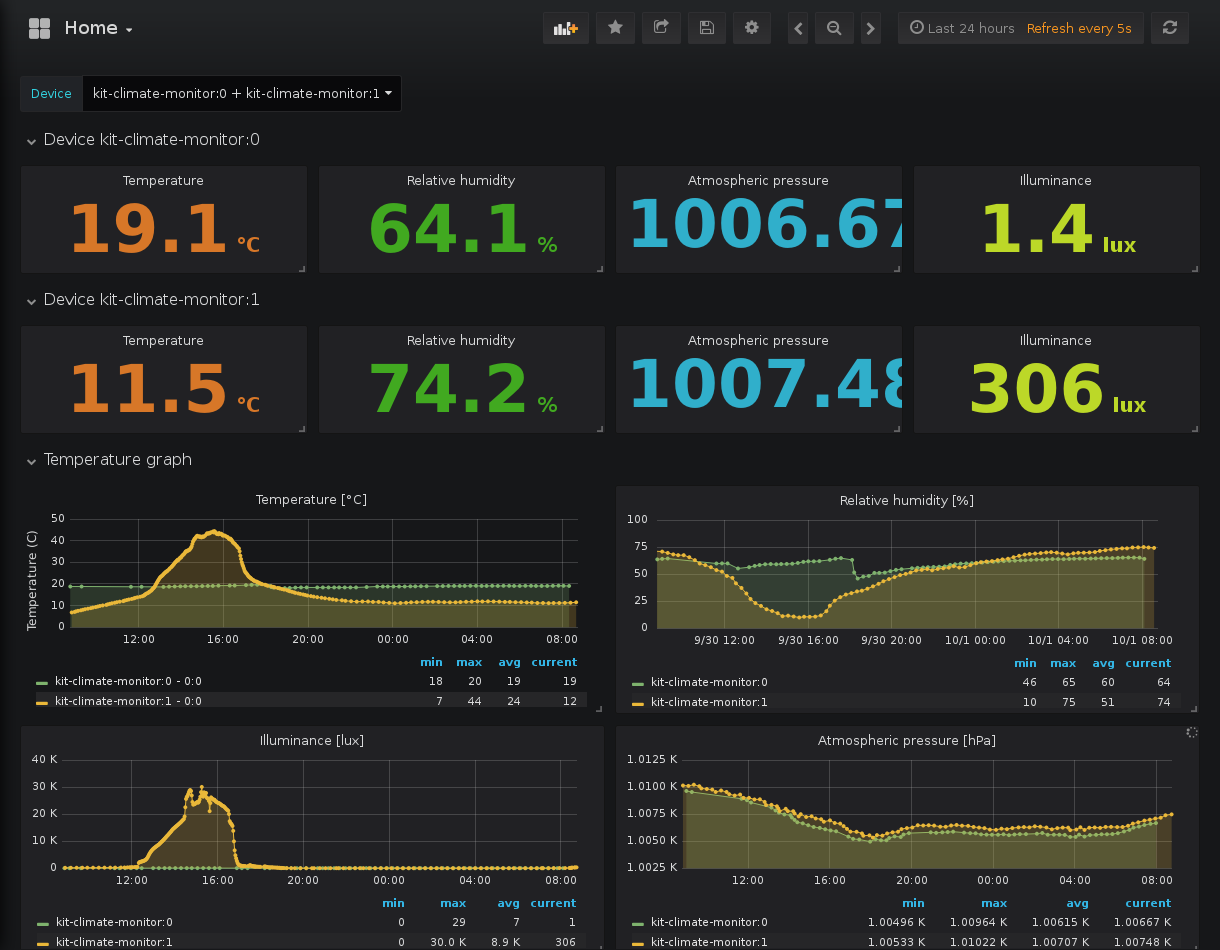 Home
Last 24 hours Refresh every 5s
Device kit-climate-monitor:0 + kit-climate-monitor:1
Device kit-climate-monitor:0
Temperature Relative humidity Atmospheric pressure Illuminance
19.1 °C 64.1 % 1006.67 1.4 lux
Device kit-climate-monitor:1
Temperature Relative humidity Atmospheric pressure Illuminance
11.5 °C 74.2 % 1007.48 306 lux
Temperature graph
Temperature [°C]
Temperature (C)
50
40
30
20
10
0
12:00 16:00 20:00 00:00 04:00 08:00
min max avg current
kit-climate-monitor:0 - 0:0 18 20 19 19
kit-climate-monitor:1 - 0:0 7 44 24 12
Relative humidity [%]
100
75
50
25
0
9/30 12:00 9/30 16:00 9/30 20:00 10/1 00:00 10/1 04:00 10/1 08:00
min max avg current
kit-climate-monitor:0 46 65 60 64
kit-climate-monitor:1 10 75 51 74
Illuminance [lux]
40 K
30 K
20 K
10 K
0
12:00 16:00 20:00 00:00 04:00 08:00
min max avg current
kit-climate-monitor:0 0 29 7 1
kit-climate-monitor:1 0 30.0 K 8.9 K 306
Atmospheric pressure [hPa]
1.0125 K
1.0100 K
1.0075 K
1.0050 K
1.0025 K
12:00 16:00 20:00 00:00 04:00 08:00
min max avg current
kit-climate-monitor:0 1.00496 K 1.00964 K 1.00615 K 1.00667 K
kit-climate-monitor:1 1.00533 K 1.01022 K 1.00707 K 1.00748 K